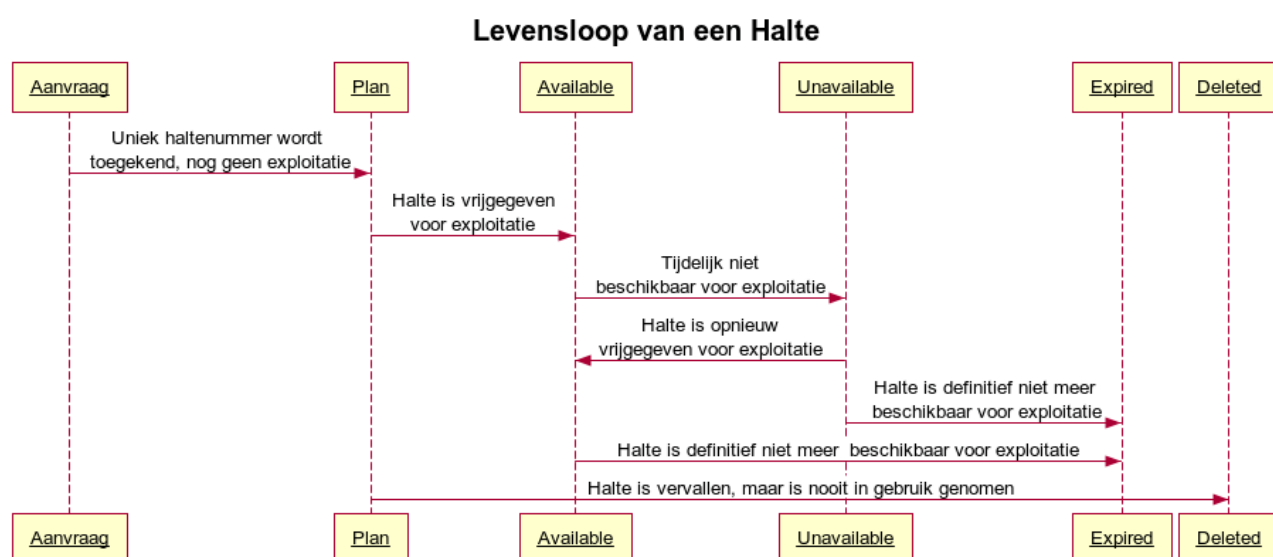 Levensloop van een Halte
Aanvraag
Plan
Available
Unavailable
Expired
Deleted
Uniek haltenummer wordt
toegekend, nog geen exploitatie
Halte is vrijgegeven
voor exploitatie
Tijdelijk niet
beschikbaar voor exploitatie
Halte is opnieuw
vrijgegeven voor exploitatie
Halte is definitief niet meer
beschikbaar voor exploitatie
Halte is definitief niet meer  beschikbaar voor exploitatie
Halte is vervallen, maar is nooit in gebruik genomen
Aanvraag
Plan
Available
Unavailable
Expired
Deleted